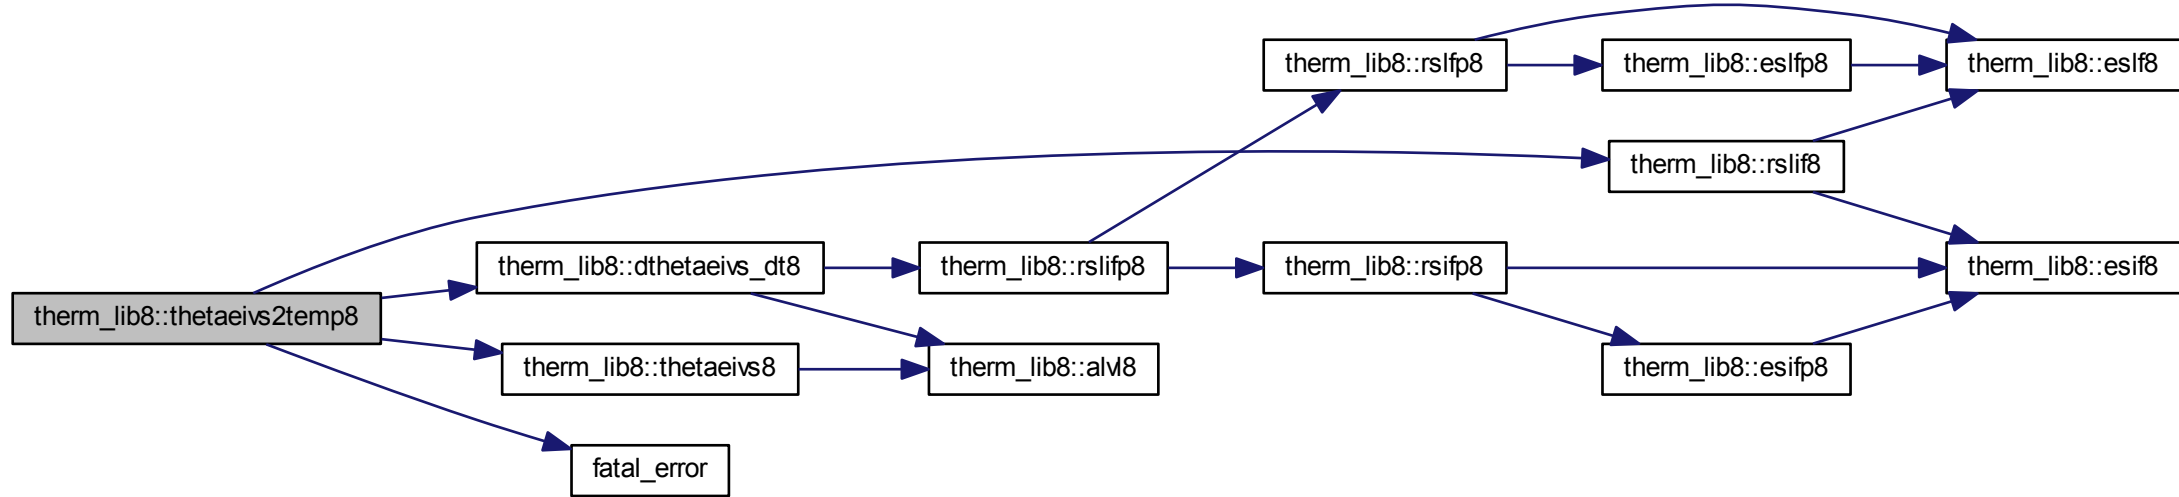 therm_lib8::thetaeivs2temp8
therm_lib8::dthetaeivs_dt8
therm_lib8::thetaeivs8
fatal_error
therm_lib8::rslifp8
therm_lib8::alvl8
therm_lib8::rslfp8
therm_lib8::rsifp8
therm_lib8::eslfp8
therm_lib8::rslif8
therm_lib8::esifp8
therm_lib8::eslf8
therm_lib8::esif8